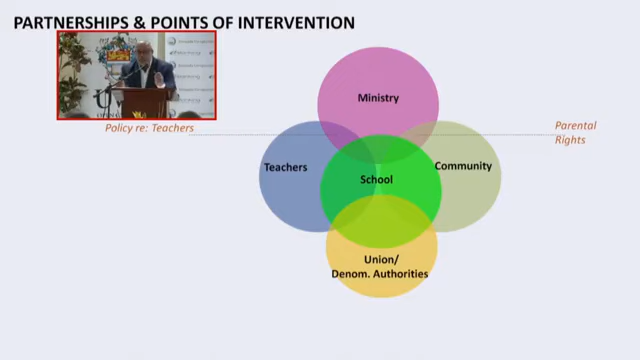 PARTNERSHIPS & POINTS OF INTERVENTION
Ministry
Policy re: Teachers
Parental
Rights
Teachers
Community
School
Union/
Denom. Authorities